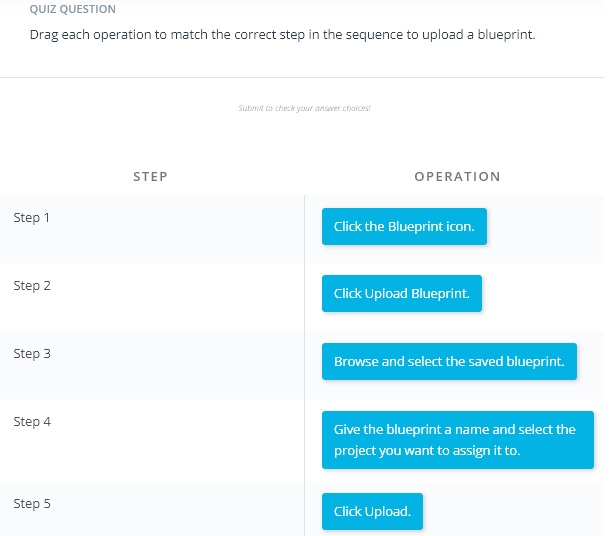 QUIZ QUESTION
Drag each operation to match the correct step in the sequence to upload a blueprint.
Submit to check your answer choices!
STEP
OPERATION
Step 1
Click the Blueprint icon.
Step 2
Click Upload Blueprint.
Step 3
Browse and select the saved blueprint.
Step 4
Give the blueprint a name and select the
project you want to assign it to.
Step 5
Click Upload.